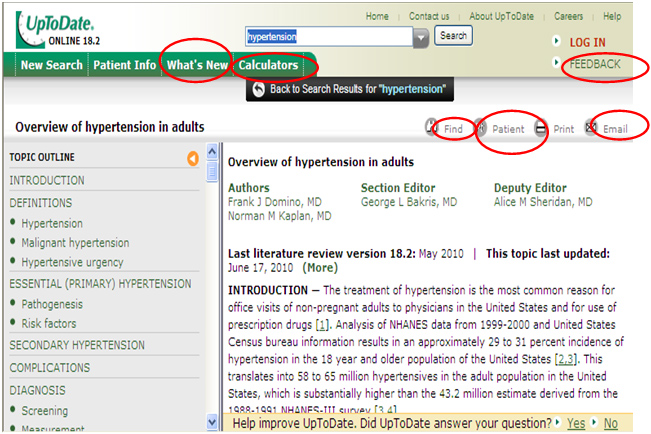 Home | Contact us | About UpToDate | Careers | Help
UpToDate
ONLINE 18.2
hypertension
Search
LOG IN
FEEDBACK
New Search Patient Info What's New Calculators
Back to Search Results for "hypertension"
Overview of hypertension in adults
Find Patient Print Email
TOPIC OUTLINE
INTRODUCTION
DEFINITIONS
Hypertension
Malignant hypertension
Hypertensive urgency
ESSENTIAL (PRIMARY) HYPERTENSION
Pathogenesis
Risk factors
SECONDARY HYPERTENSION
COMPLICATIONS
DIAGNOSIS
Screening
Measurement
Overview of hypertension in adults
Authors Section Editor Deputy Editor
Frank J Domino, MD George L Bakris, MD Alice M Sheridan, MD
Norman M Kaplan, MD
Last literature review version 18.2: May 2010 | This topic last updated:
June 17, 2010 (More)
INTRODUCTION — The treatment of hypertension is the most common reason for
office visits of non-pregnant adults to physicians in the United States and for use of
prescription drugs [1]. Analysis of NHANES data from 1999-2000 and United States
Census bureau information results in an approximately 29 to 31 percent incidence of
hypertension in the 18 year and older population of the United States [2,3]. This
translates into 58 to 65 million hypertensives in the adult population in the United
States, which is substantially higher than the 43.2 million estimate derived from the
1988-1991 NHANES-III survey [3,4]
Help improve UpToDate. Did UpToDate answer your question? Yes No